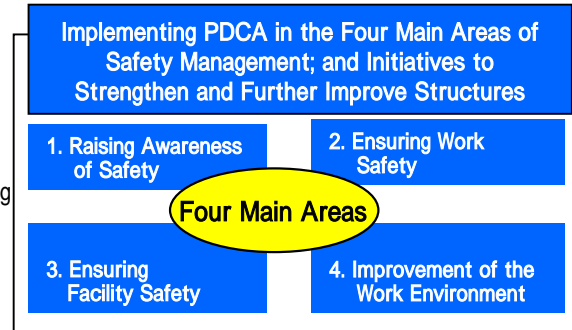 Implementing PDCA in the Four Main Areas of
Safety Management; and Initiatives to
Strengthen and Further Improve Structures
1. Raising Awareness
of Safety
2. Ensuring Work
Safety
g
Four Main Areas
3. Ensuring
Facility Safety
4. Improvement of the
Work Environment